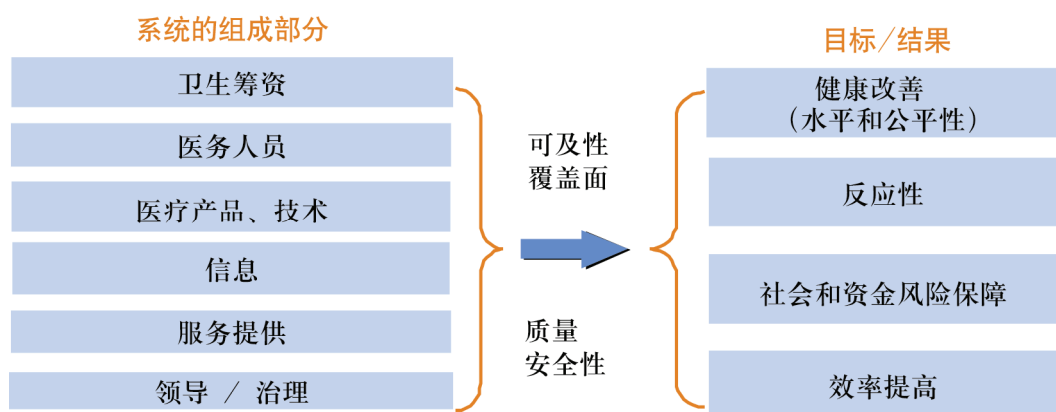 系统的组成部分
卫生筹资
医务人员
医疗产品、技术
信息
服务提供
领导 / 治理
可及性
覆盖面
质量
安全性
目标/结果
健康改善
（水平和公平性）
反应性
社会和资金风险保障
效率提高